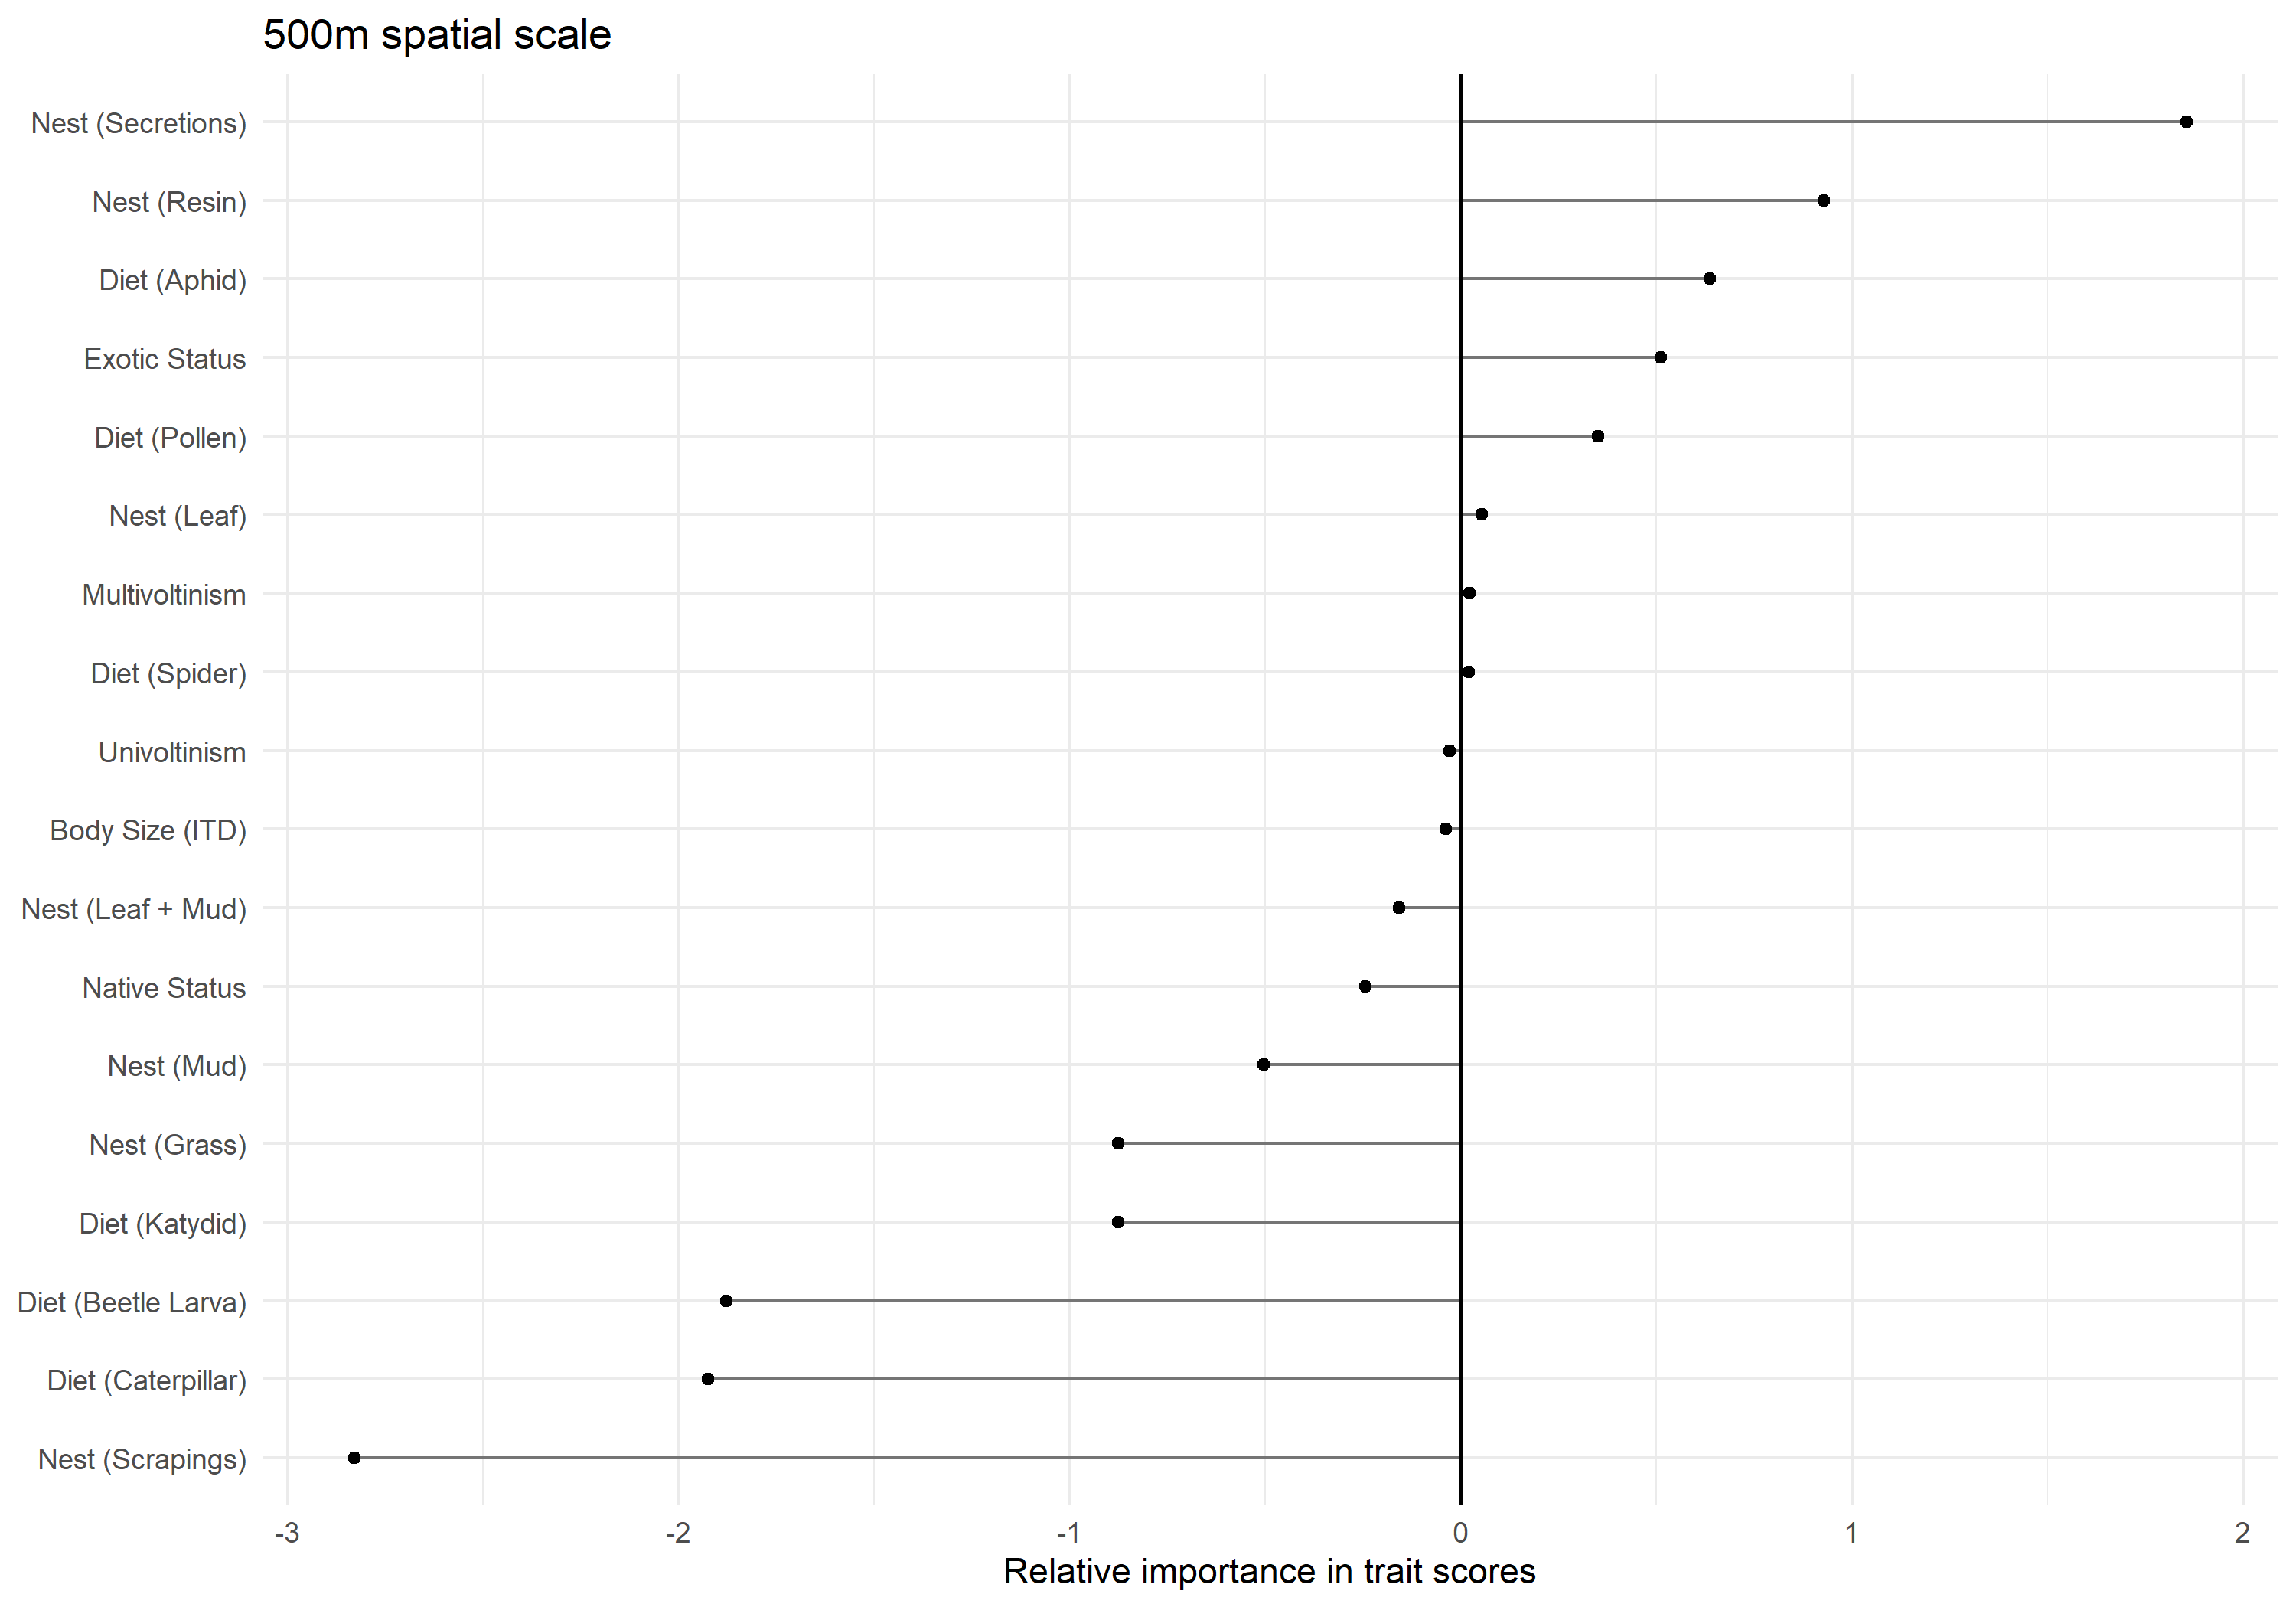 500m spatial scale
Nest (Secretions)
Nest (Resin)
Diet (Aphid)
Exotic Status
Diet (Pollen)
Nest (Leaf)
Multivoltinism
Diet (Spider)
Univoltinism
Body Size (ITD)
Nest (Leaf + Mud)
Native Status
Nest (Mud)
Nest (Grass)
Diet (Katydid)
Diet (Beetle Larva)
Diet (Caterpillar)
Nest (Scrapings)
-3 -2 -1 0 1 2
Relative importance in trait scores